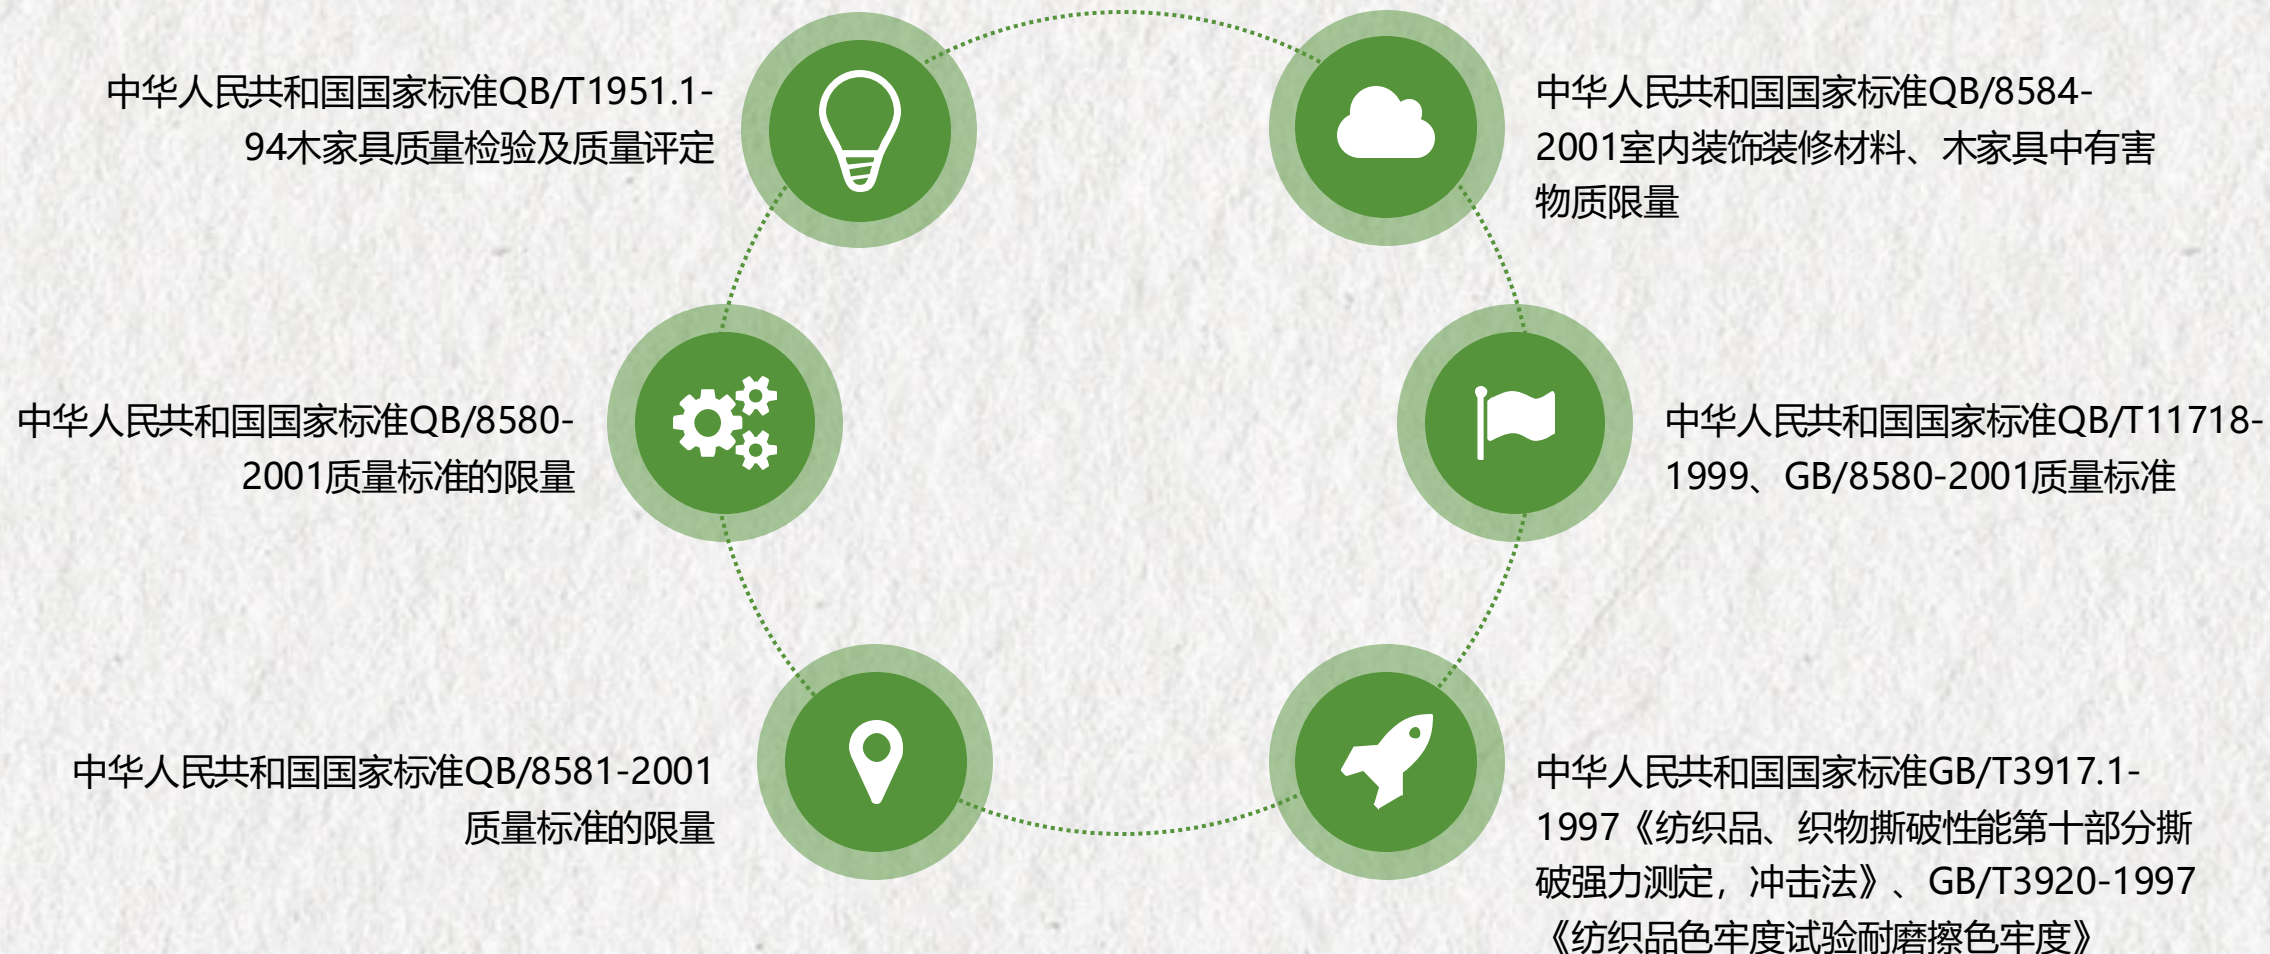 中华人民共和国国家标准QB/T1951.1-
94木家具质量检验及质量评定
中华人民共和国国家标准QB/8584-
2001室内装饰装修材料、木家具中有害
物质限量
中华人民共和国国家标准QB/8580-
2001质量标准的限量
中华人民共和国国家标准QB/T11718-
1999、GB/8580-2001质量标准
中华人民共和国国家标准QB/8581-2001
质量标准的限量
中华人民共和国国家标准GB/T3917.1-
1997《纺织品、织物撕破性能第十部分撕
破强力测定，冲击法》、GB/T3920-1997
《纺织品色牢度试验耐磨擦色牢度》